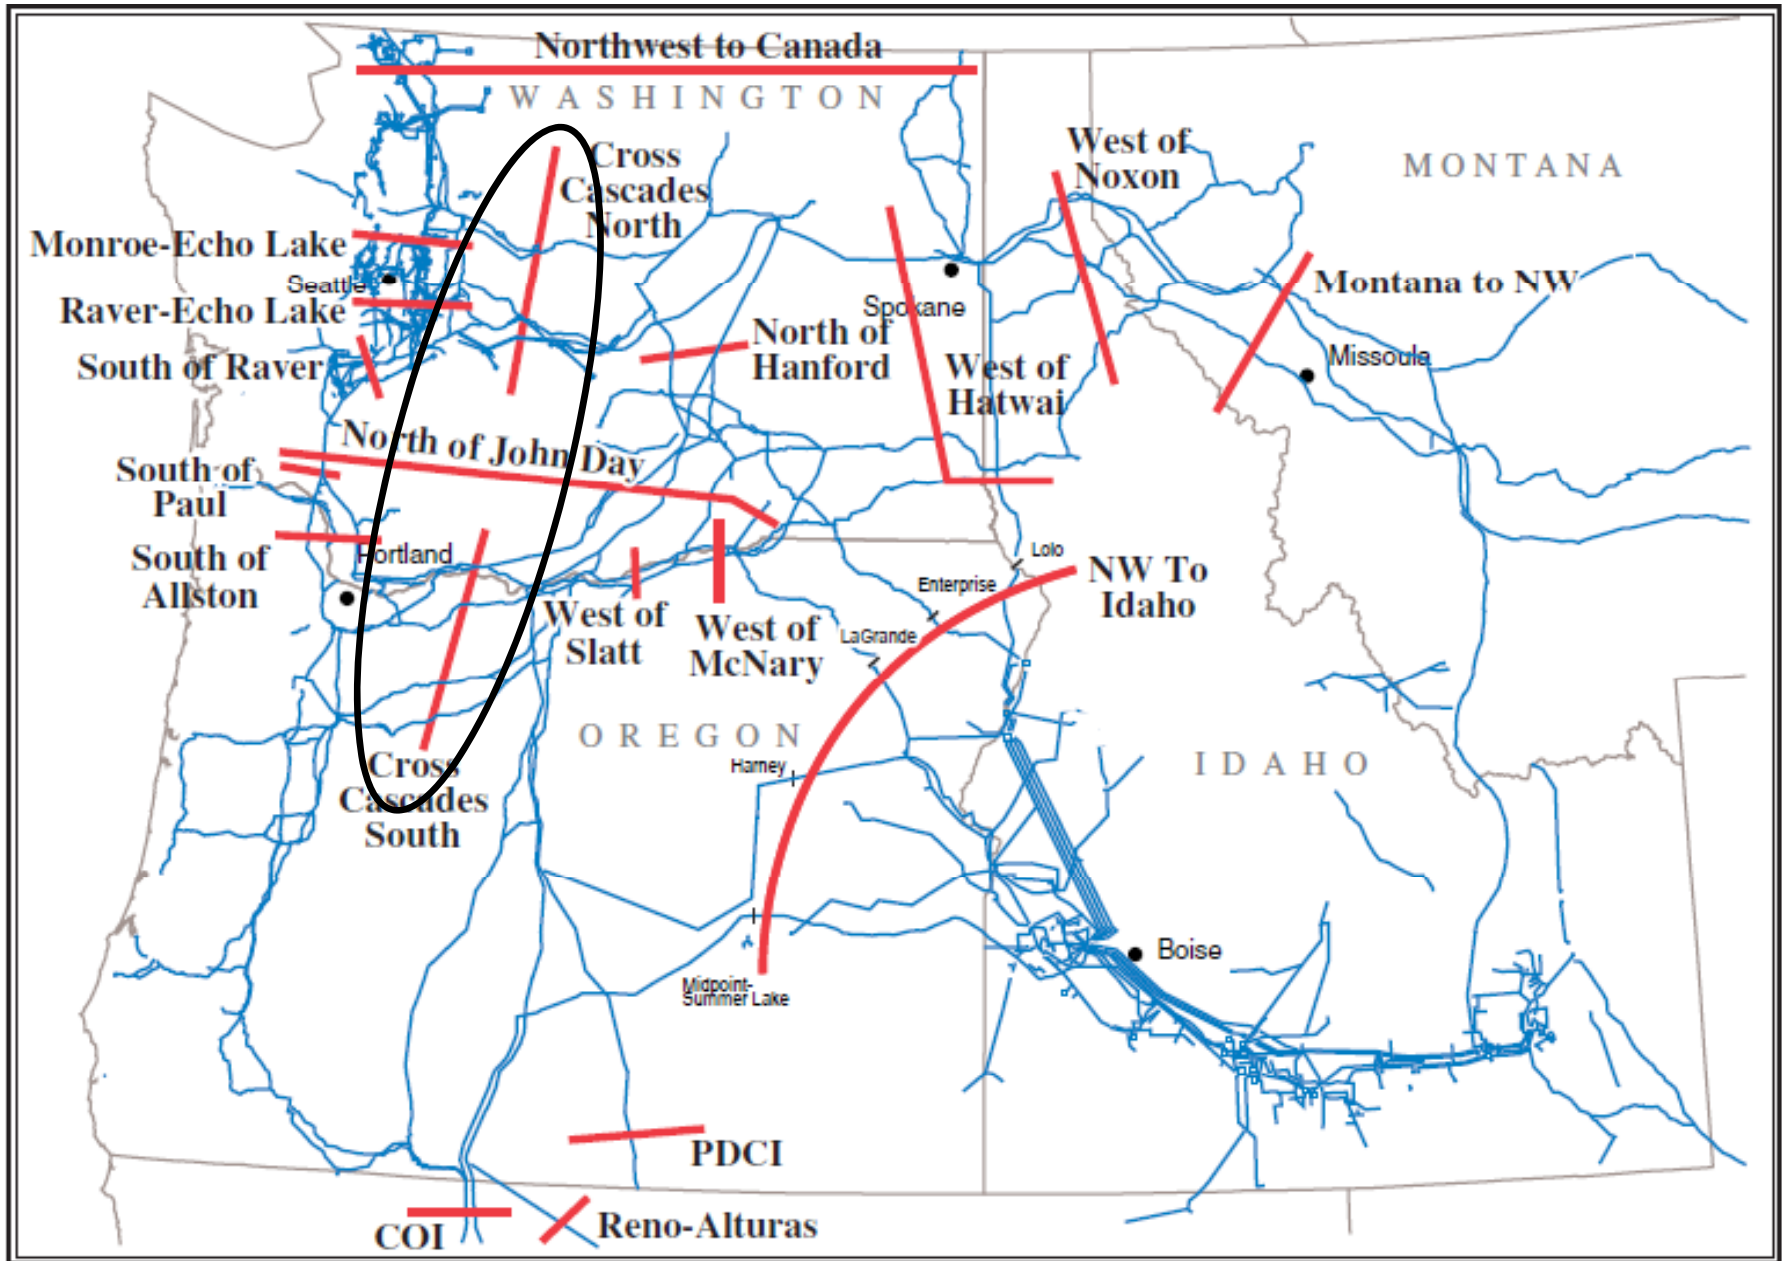 Northwest to Canada
WASHINGTON
Cross
Cascades
North
West of
Noxon
MONTANA
Monroe-Echo Lake
Seattle
Raver-Echo Lake
South of Raver
Spokane
Montana to NW
North of
Hanford
West of
Hatwai
Missoula
North of John Day
South of
Paul
South of
Allston
Portland
Lolo
Enterprise
NW To
Idaho
West of
Slatt
West of
McNary
LaGrande
OREGON
Harney
IDAHO
Cross
Cascades
South
Boise
Midpoint-
Summer Lake
PDCI
COI
Reno-Alturas